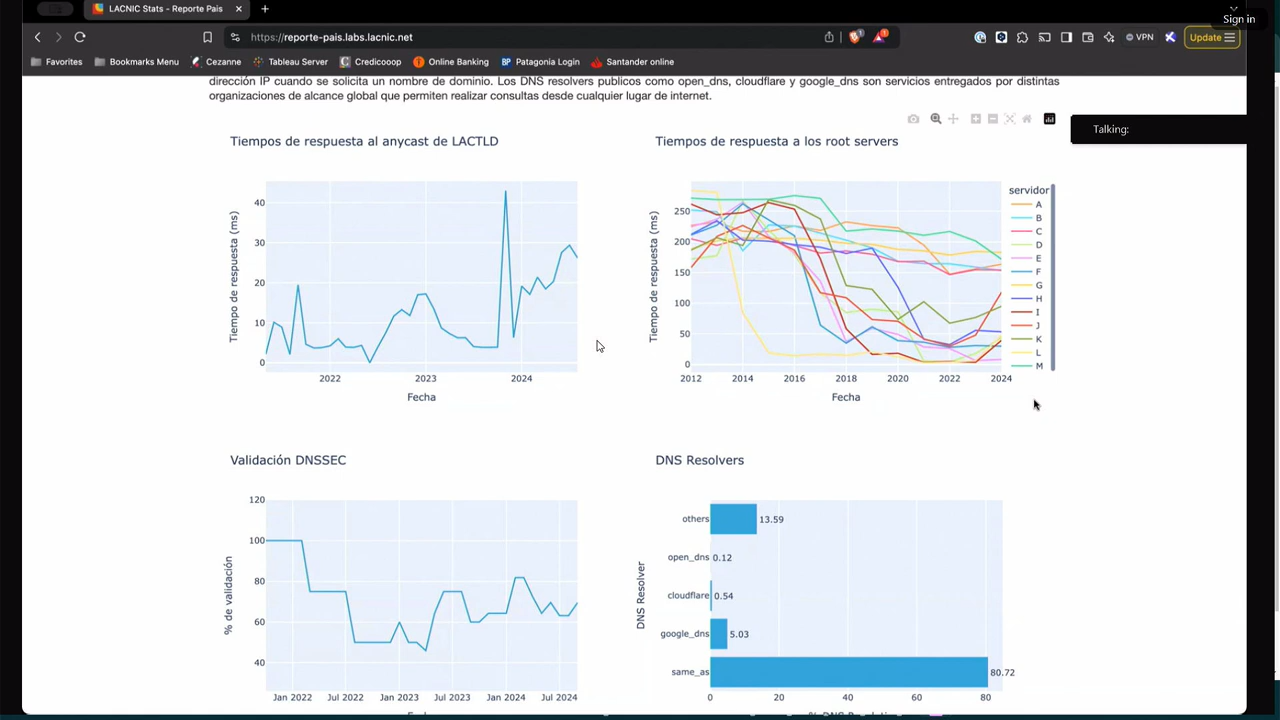 LACNIC Stats - Reporte Pais
Sign in
https://reporte-pais.labs.lacnic.net
VPN
Update
Favorites
Bookmarks Menu
Cezanne
Tableau Server
Credicooop
Online Banking
Patagonia Login
Santander online
dirección IP cuando se solicita un nombre de dominio. Los DNS resolvers publicos como open_dns, cloudflare y google_dns son servicios entregados por distintas
organizaciones de alcance global que permiten realizar consultas desde cualquier lugar de internet.
Talking:
Tiempos de respuesta al anycast de LACTLD
Tiempo de respuesta (ms)
40
30
20
10
0
2022
2023
2024
Fecha
Tiempos de respuesta a los root servers
Tiempo de respuesta (ms)
250
200
150
100
50
0
2012
2014
2016
2018
2020
2022
2024
Fecha
servidor
A
B
C
D
E
F
G
H
I
J
K
L
M
Validación DNSSEC
% de validación
120
100
80
60
40
Jan 2022
Jul 2022
Jan 2023
Jul 2023
Jan 2024
Jul 2024
DNS Resolvers
DNS Resolver
others
13.59
open_dns
0.12
cloudflare
0.54
google_dns
5.03
same_as
80.72
0
20
40
60
80